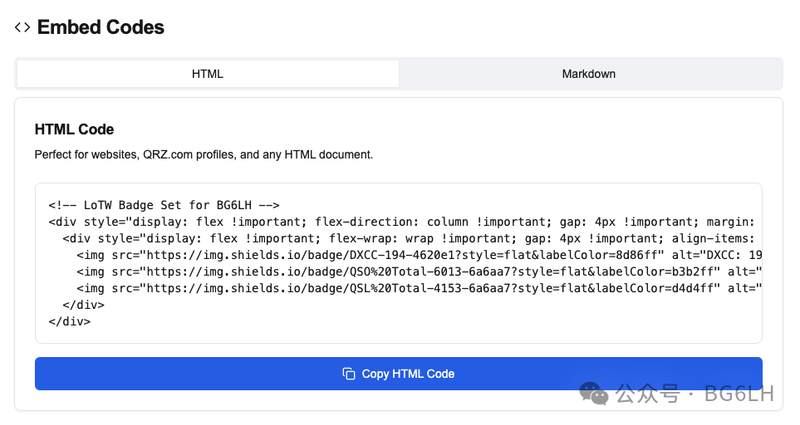 Embed Codes
HTML
Markdown
HTML Code
Perfect for websites, QRZ.com profiles, and any HTML document.
<!-- LoTW Badge Set for BG6LH -->
<div style="display: flex !important; flex-direction: column !important; gap: 4px !important; margin:
<div style="display: flex !important; flex-wrap: wrap !important; gap: 4px !important; align-items:
<img src="https://img.shields.io/badge/DXCC-194-4620e1?style=flat&labelColor=8d86ff" alt="DXCC: 19
<img src="https://img.shields.io/badge/QSO%20Total-6013-6a6aa7?style=flat&labelColor=b3b2ff" alt="
<img src="https://img.shields.io/badge/QSL%20Total-4153-6a6aa7?style=flat&labelColor=d4d4ff" alt="
</div>
</div>
Copy HTML Code
公众号 · BG6LH